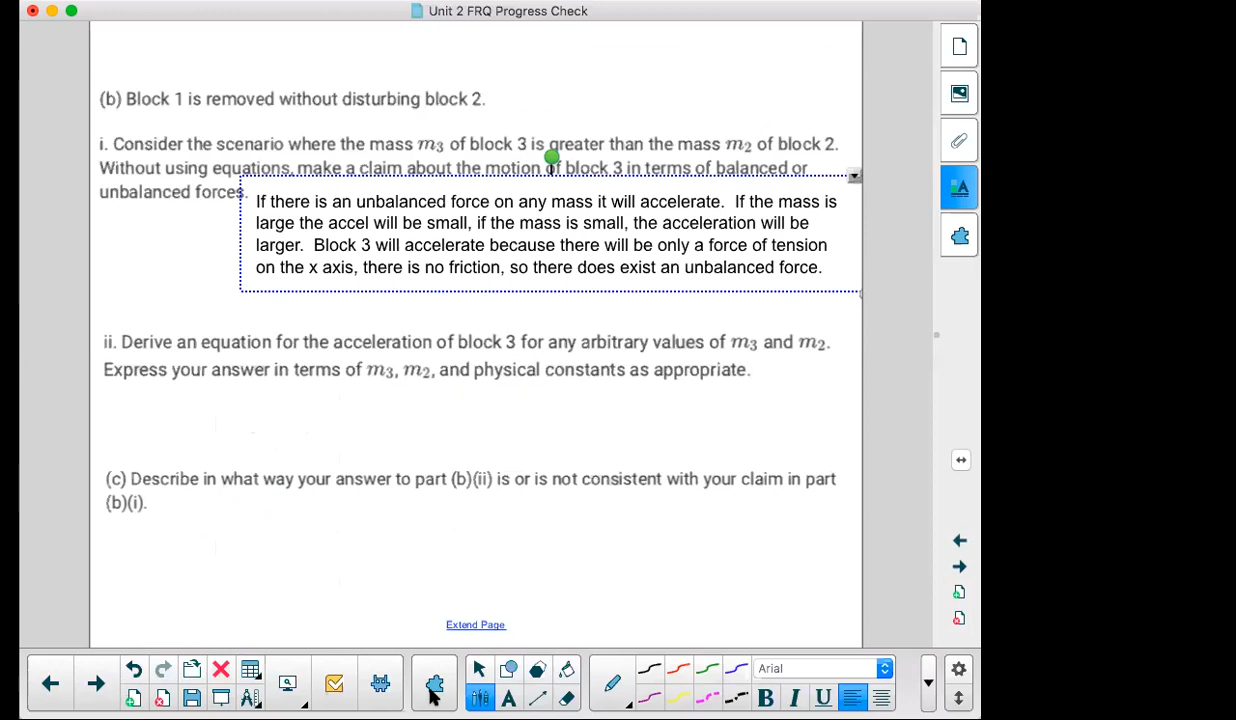 Unit 2 FRQ Progress Check
(b) Block 1 is removed without disturbing block 2.
i. Consider the scenario where the mass m₃ of block 3 is greater than the mass m₂ of block 2.
Without using equations, make a claim about the motion of block 3 in terms of balanced or
unbalanced forces.
If there is an unbalanced force on any mass it will accelerate. If the mass is
large the accel will be small, if the mass is small, the acceleration will be
larger. Block 3 will accelerate because there will be only a force of tension
on the x axis, there is no friction, so there does exist an unbalanced force.
ii. Derive an equation for the acceleration of block 3 for any arbitrary values of m₃ and m₂.
Express your answer in terms of m₃, m₂, and physical constants as appropriate.
(c) Describe in what way your answer to part (b)(ii) is or is not consistent with your claim in part
(b)(i).
Extend Page
Arial
A
B I U